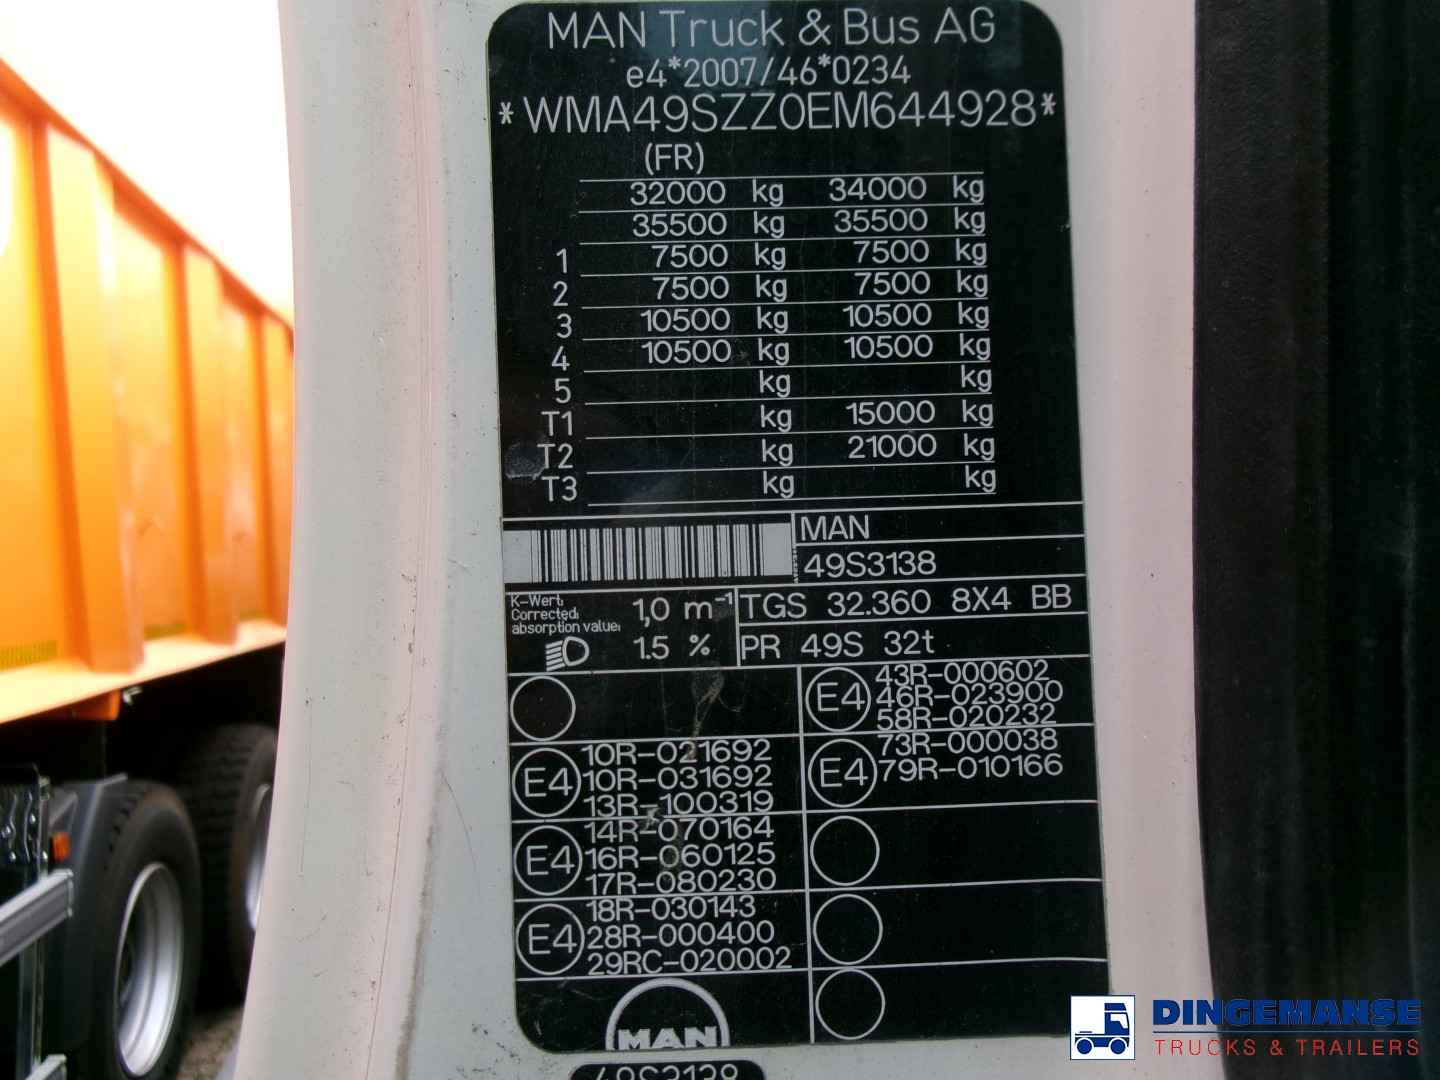 MAN Truck & Bus AG
e4*2007/46*0234
*WMA49SZZ0EM644928*
(FR)
32000 kg 34000 kg
35500 kg 35500 kg
1 7500 kg 7500 kg
2 7500 kg 7500 kg
3 10500 kg 10500 kg
4 10500 kg 10500 kg
5 kg kg
T1 kg 15000 kg
T2 kg 21000 kg
T3 kg kg
MAN
49S3138
K-Wert:
Corrected:
absorption value:
1,0 m⁻¹
1.5 %
TGS 32.360 8X4 BB
PR 49S 32t
E4 43R-000602
46R-023900
58R-020232
E4 10R-021692
10R-031692
13R-100319
E4 73R-000038
79R-010166
E4 14R-070164
16R-060125
17R-080230
E4 18R-030143
28R-000400
29RC-020002
MAN
49S3138
DINGEMANSE
TRUCKS & TRAILERS